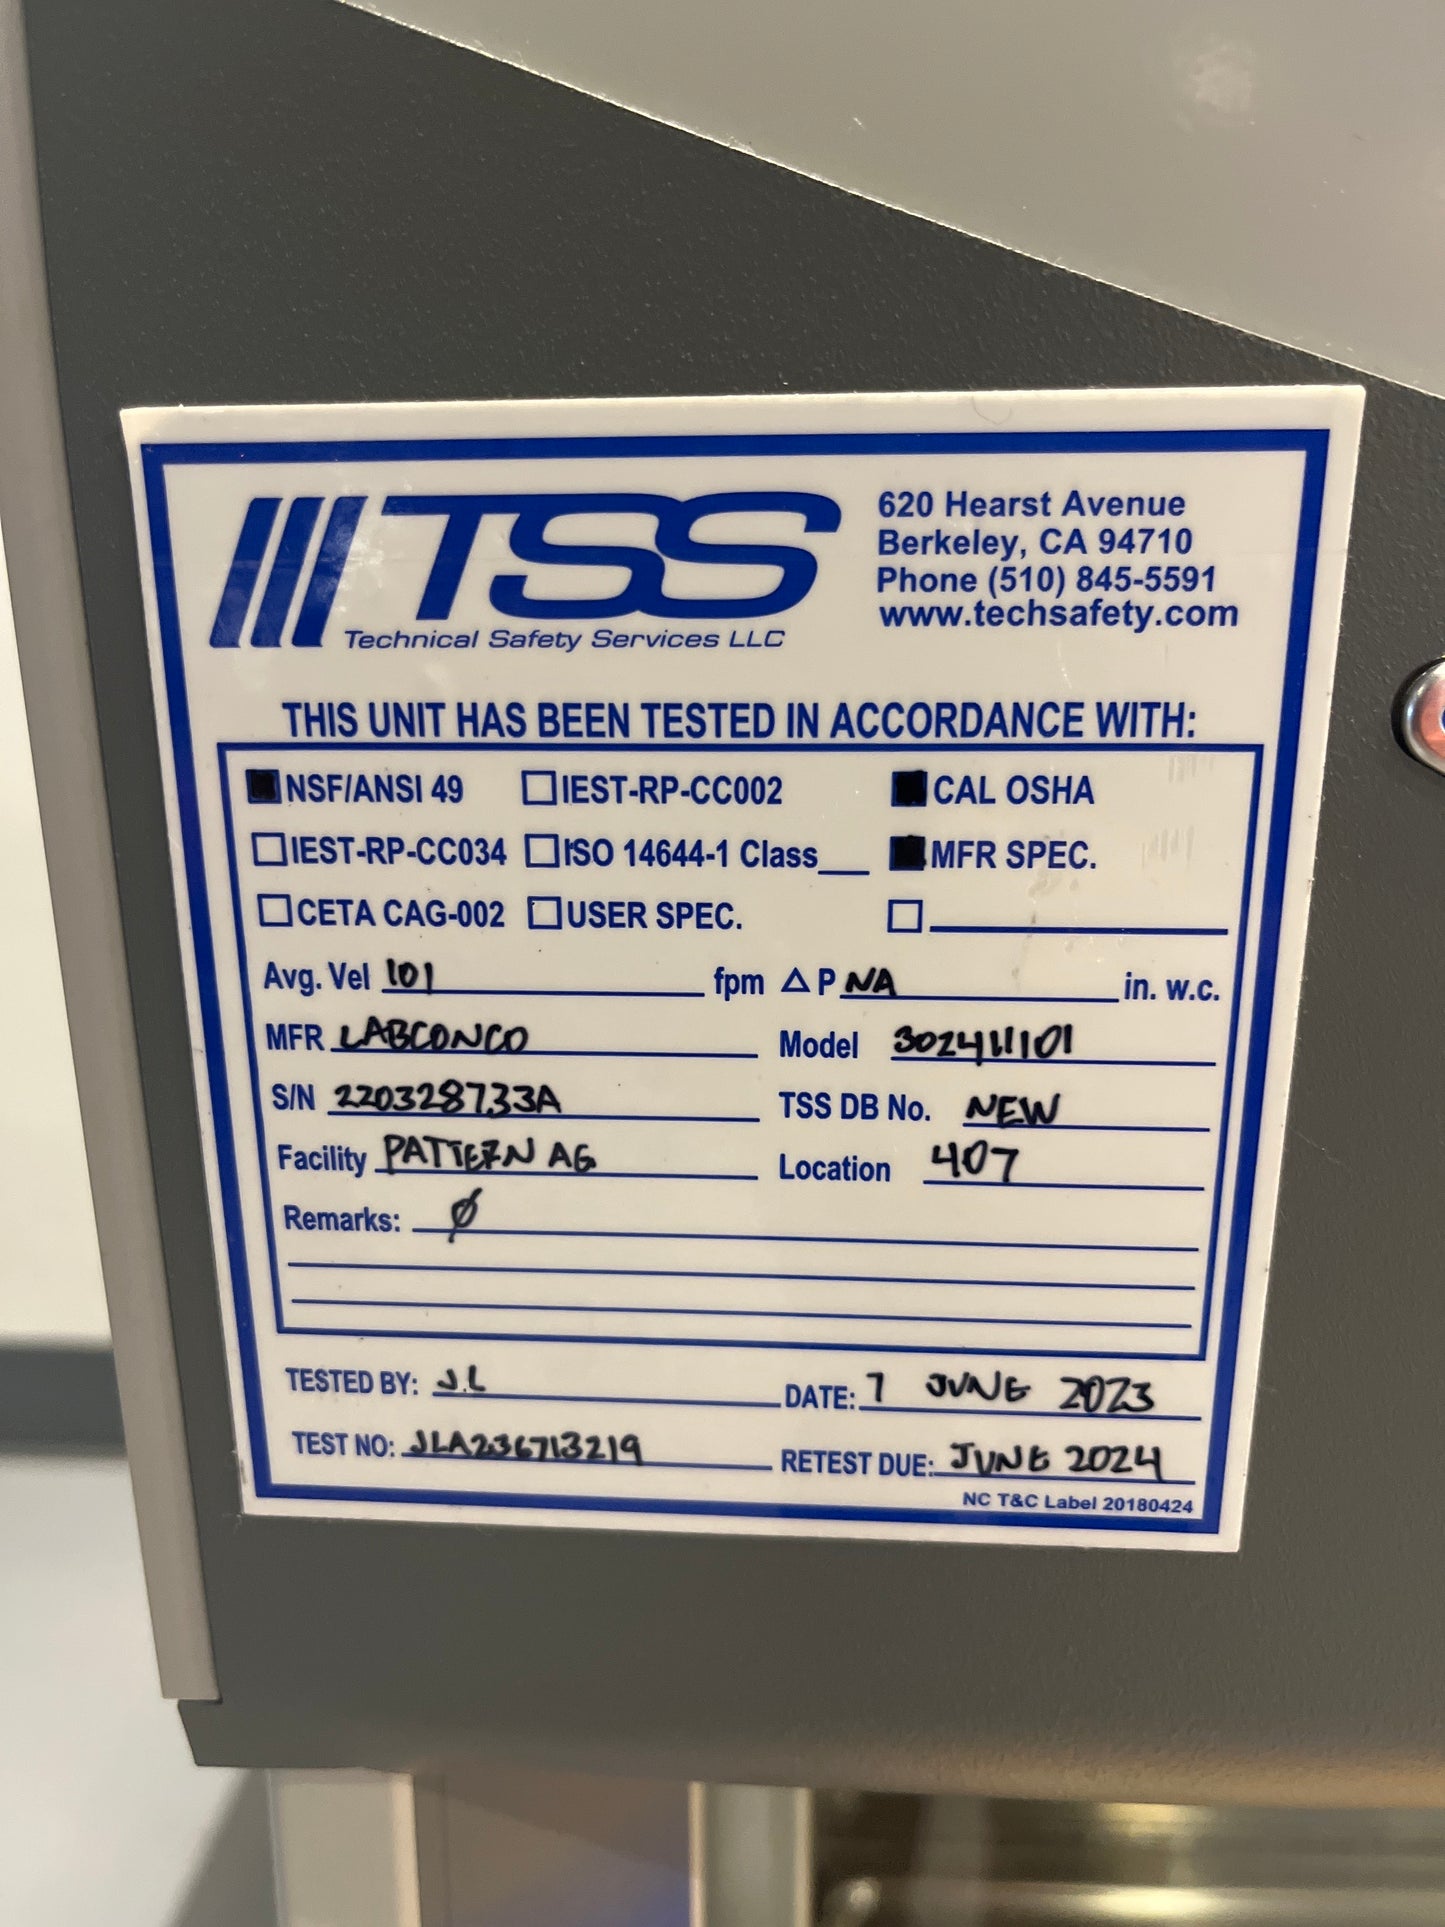 TSS
Technical Safety Services LLC
620 Hearst Avenue
Berkeley, CA 94710
Phone (510) 845-5591
www.techsafety.com
THIS UNIT HAS BEEN TESTED IN ACCORDANCE WITH:
NSF/ANSI 49 IEST-RP-CC002 CAL OSHA
IEST-RP-CC034 ISO 14644-1 Class__ MFR SPEC.
CETA CAG-002 USER SPEC.
Avg. Vel 101 fpm Δ P NA in. w.c.
MFR LABCONCO Model 302411101
S/N 220328733A TSS DB No. NEW
Facility PATTERN AG Location 407
Remarks: Ø
TESTED BY: J.L DATE: 7 JUNE 2023
TEST NO: JLA236713219 RETEST DUE: JUNE 2024
NC T&C Label 20180424